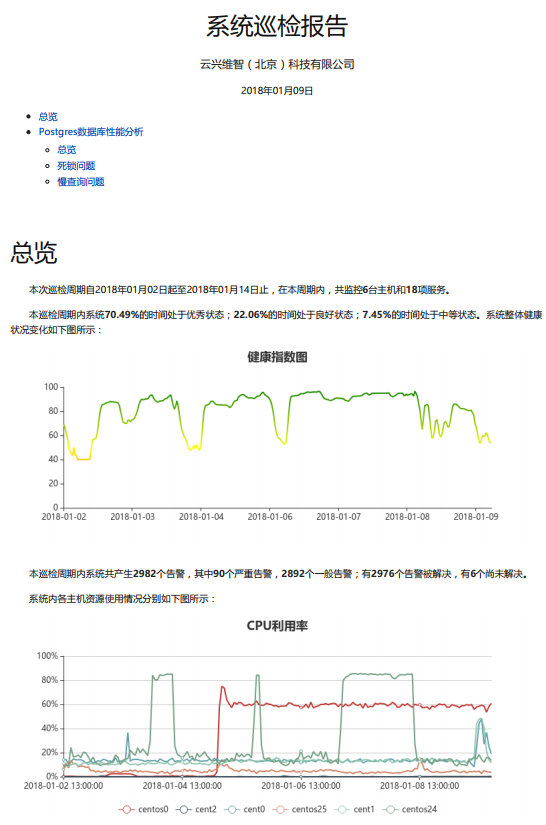 系统巡检报告
云兴维智（北京）科技有限公司
2018年01月09日
总览
Postgres数据库性能分析
总览
死锁问题
慢查询问题
总览
本次巡检周期自2018年01月02日起至2018年01月14日止，在本周期内，共监控6台主机和18项服务。
本巡检周期内系统70.49%的时间处于优秀状态；22.06%的时间处于良好状态；7.45%的时间处于中等状态。系统整体健康
状况变化如下图所示：
健康指数图
100
80
60
40
20
0
2018-01-02 2018-01-03 2018-01-04 2018-01-06 2018-01-07 2018-01-08 2018-01-09
本巡检周期内系统共产生2982个告警，其中90个严重告警，2892个一般告警；有2976个告警被解决，有6个尚未解决。
系统内各主机资源使用情况分别如下图所示：
CPU利用率
100%
80%
60%
40%
20%
0%
2018-01-02 13:00:00 2018-01-04 13:00:00 2018-01-06 13:00:00 2018-01-08 13:00:00
centos0 cent2 cent0 centos25 cent1 centos24